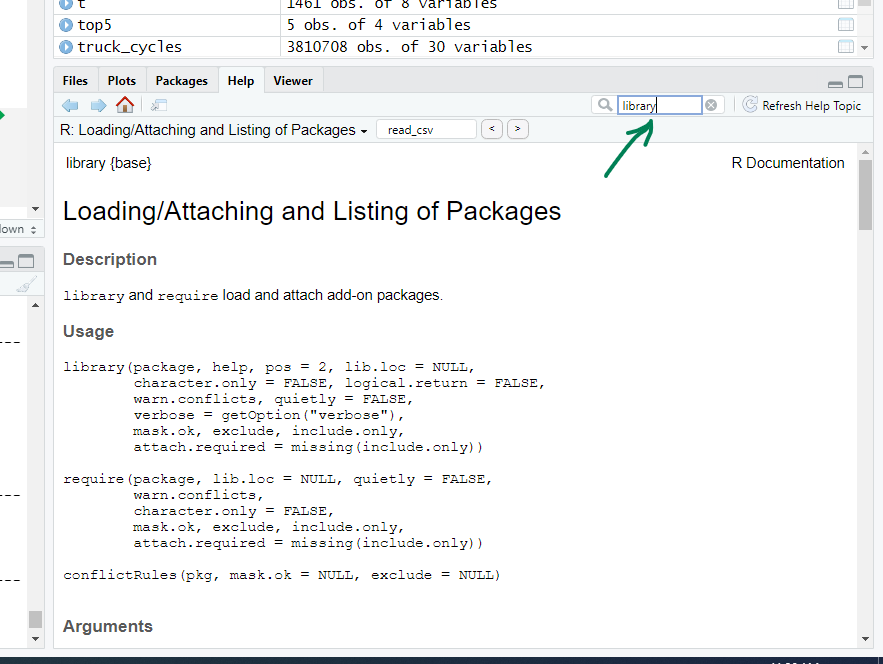 t 1461 obs. of 8 variables
top5 5 obs. of 4 variables
truck_cycles 3810708 obs. of 30 variables
Files Plots Packages Help Viewer
library Refresh Help Topic
R: Loading/Attaching and Listing of Packages read_csv < >
library {base} R Documentation
Loading/Attaching and Listing of Packages
Description
library and require load and attach add-on packages.
Usage
library(package, help, pos = 2, lib.loc = NULL,
character.only = FALSE, logical.return = FALSE,
warn.conflicts, quietly = FALSE,
verbose = getOption("verbose"),
mask.ok, exclude, include.only,
attach.required = missing(include.only))
require(package, lib.loc = NULL, quietly = FALSE,
warn.conflicts,
character.only = FALSE,
mask.ok, exclude, include.only,
attach.required = missing(include.only))
conflictRules(pkg, mask.ok = NULL, exclude = NULL)
Arguments